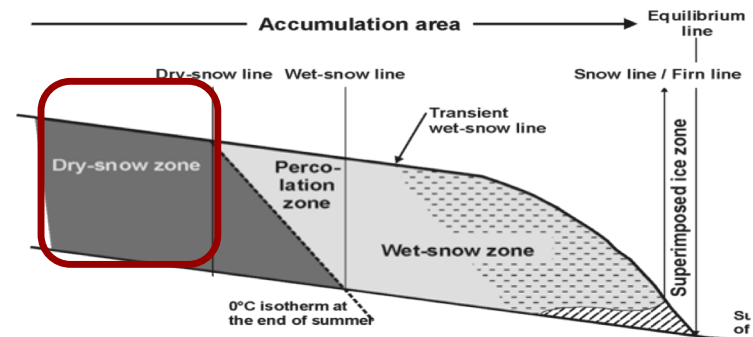 Accumulation area
Equilibrium
line
Dry-snow line
Wet-snow line
Snow line / Firn line
Transient
wet-snow line
Dry-snow zone
Perco-
lation
zone
Superimposed ice zone
Wet-snow zone
0°C isotherm at
the end of summer
of